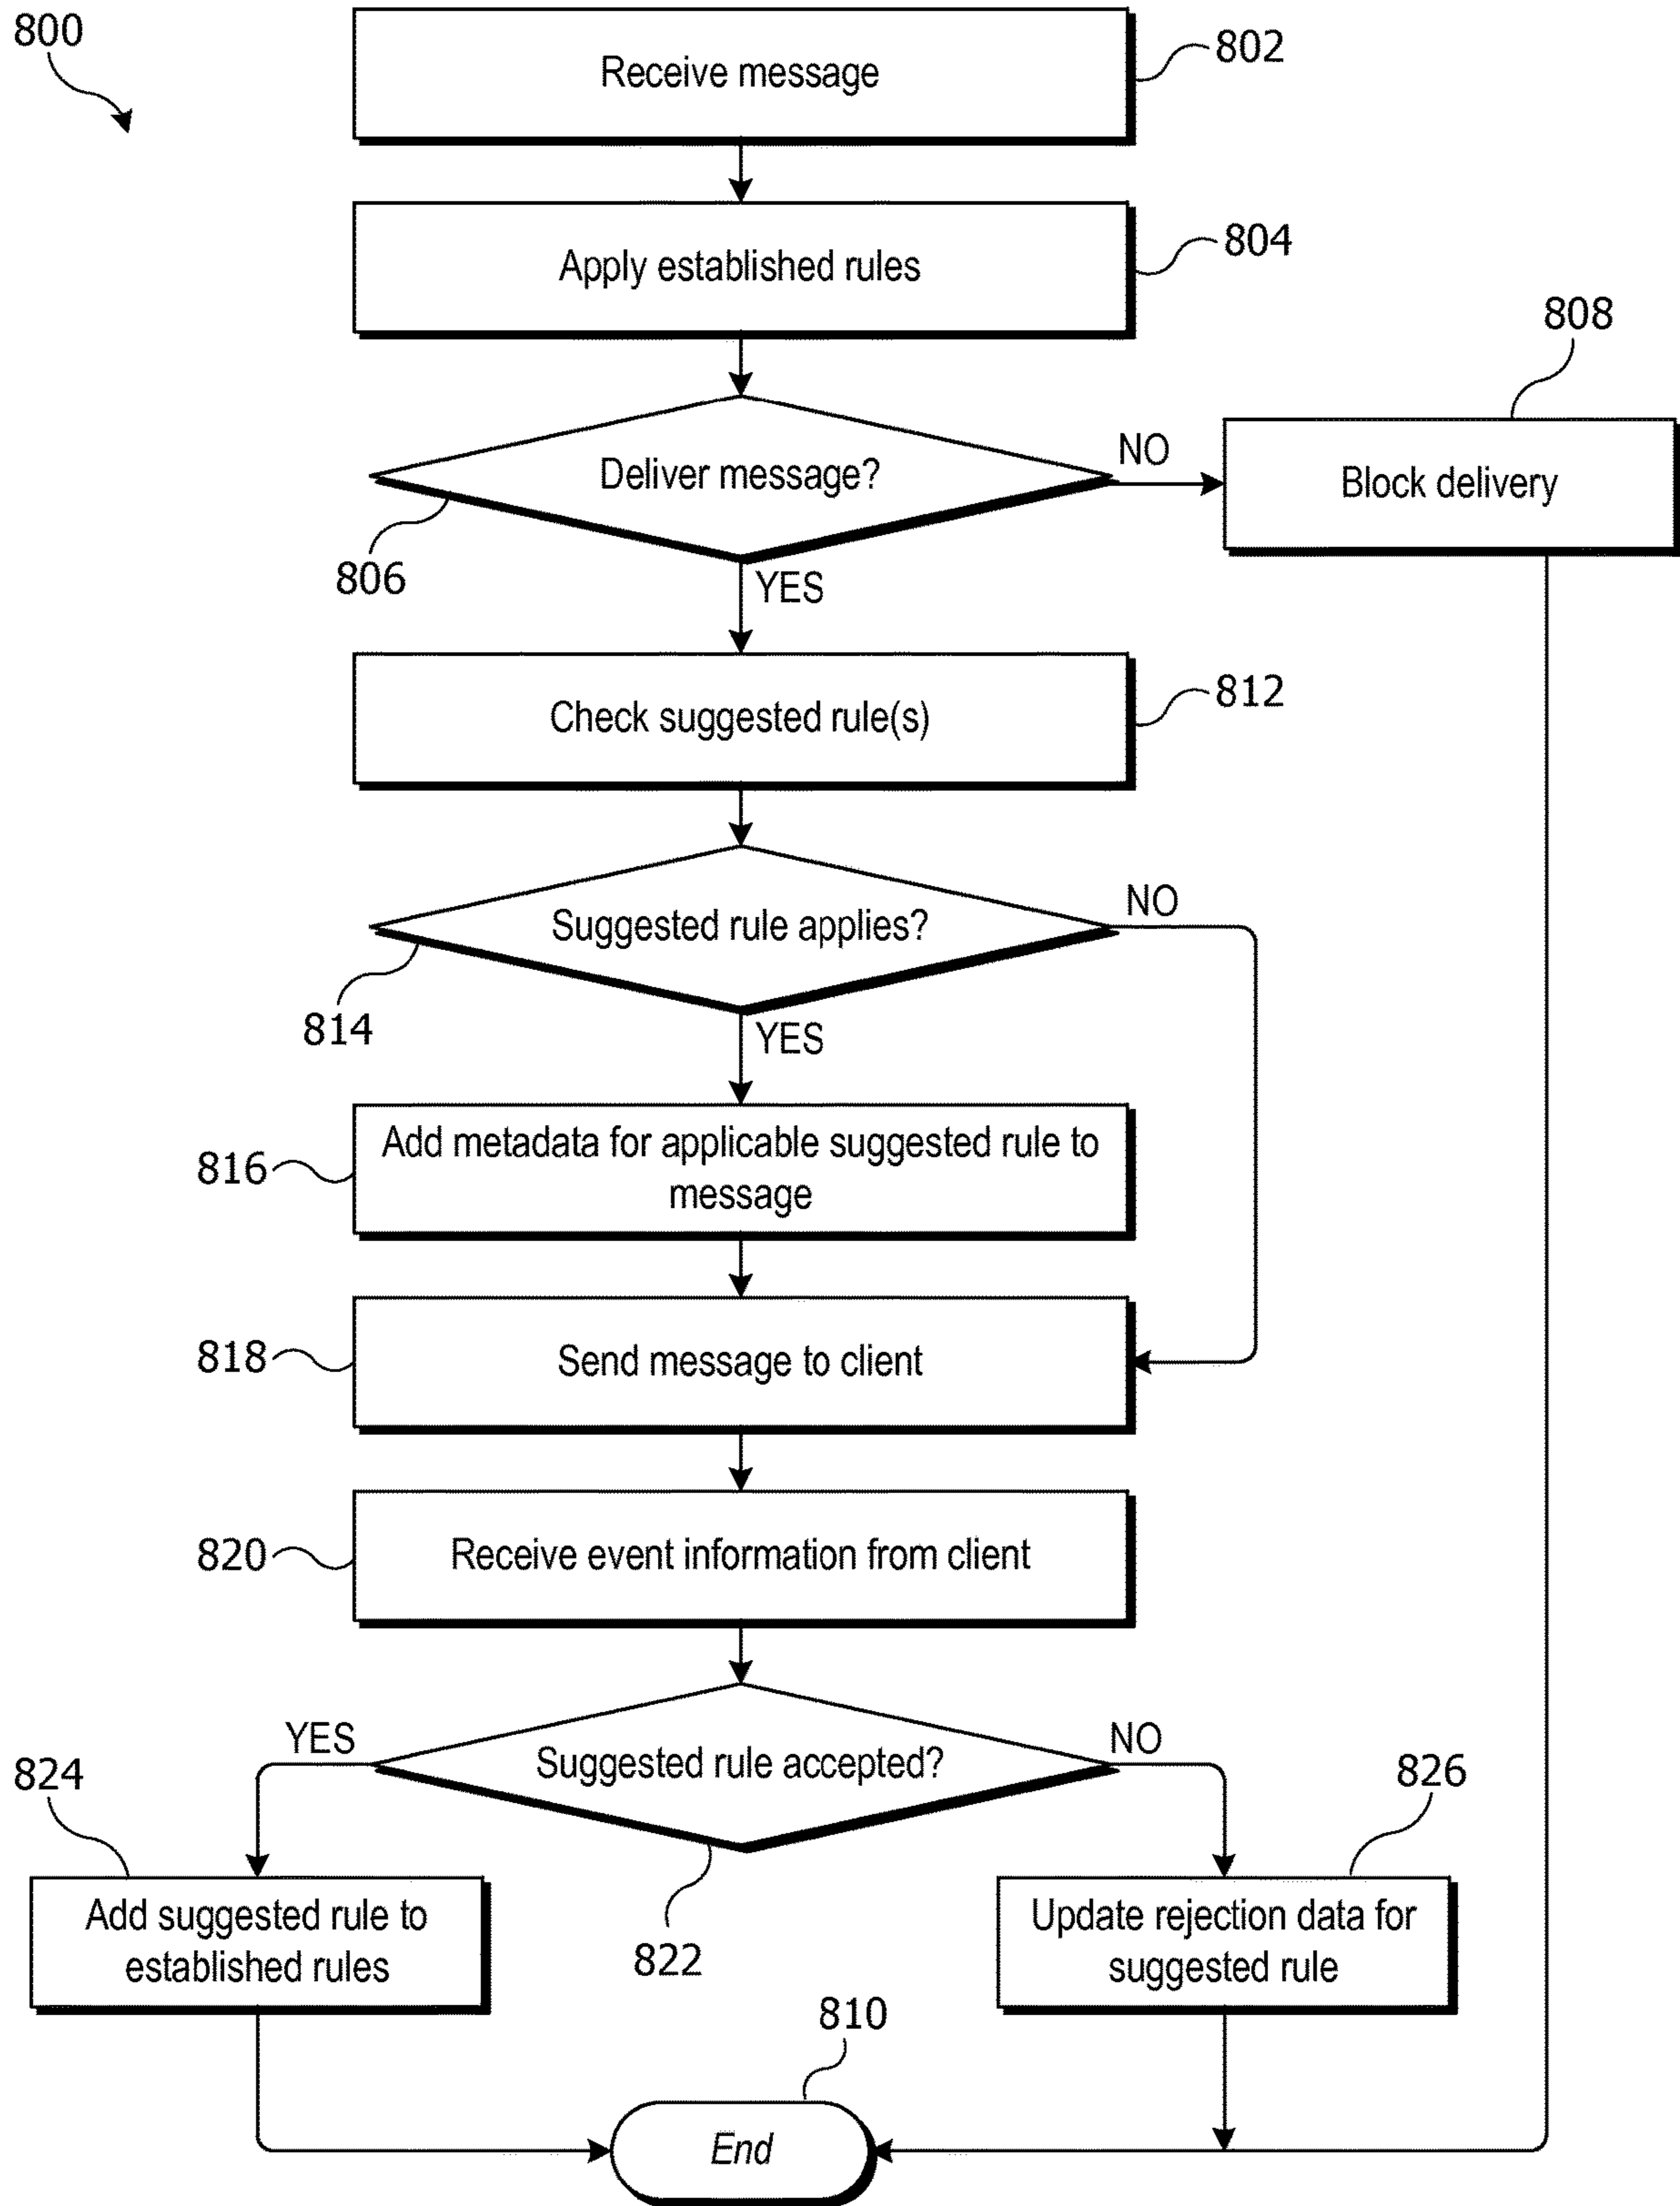 800
Receive message
802
Apply established rules
804
808
Deliver message?
NO
Block delivery
806
YES
Check suggested rule(s)
812
Suggested rule applies?
NO
814
YES
816
Add metadata for applicable suggested rule to
message
818
Send message to client
820
Receive event information from client
YES
Suggested rule accepted?
NO
824
826
Add suggested rule to
established rules
822
Update rejection data for
suggested rule
810
End